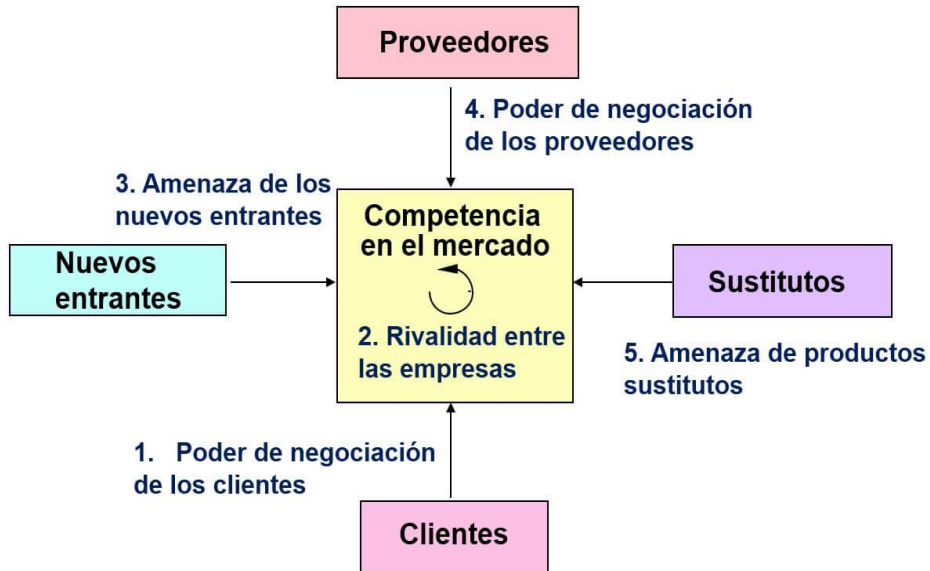 Proveedores
4. Poder de negociación
de los proveedores
3. Amenaza de los
nuevos entrantes
Competencia
en el mercado
Nuevos
entrantes
Sustitutos
2. Rivalidad entre
las empresas
5. Amenaza de productos
sustitutos
1. Poder de negociación
de los clientes
Clientes